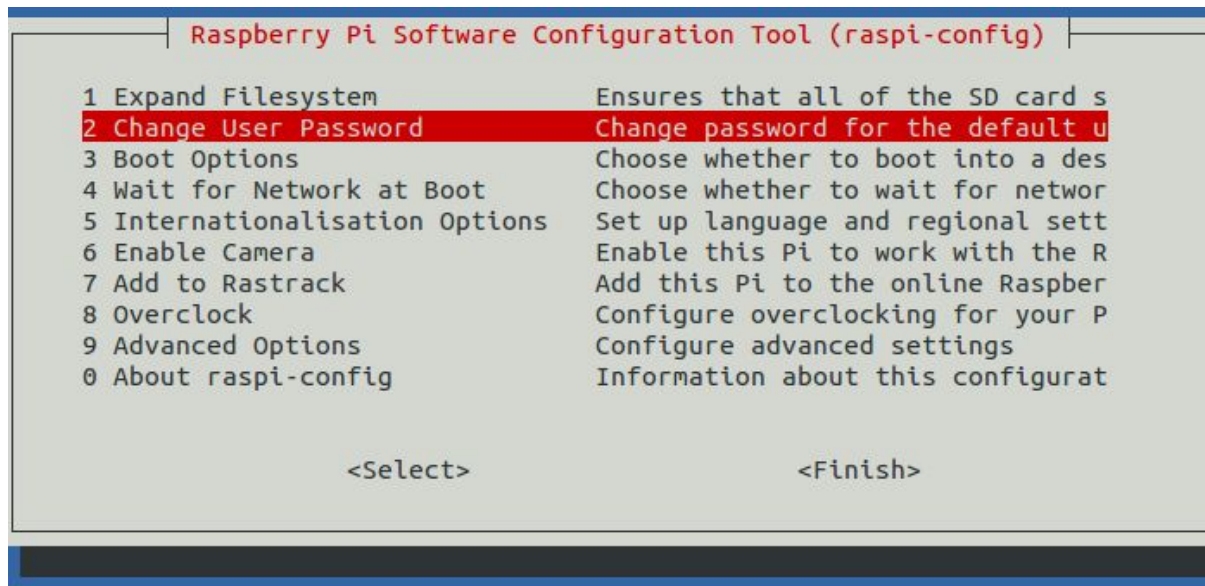 Raspberry Pi Software Configuration Tool (raspi-config)
1 Expand Filesystem Ensures that all of the SD card s
2 Change User Password Change password for the default u
3 Boot Options Choose whether to boot into a des
4 Wait for Network at Boot Choose whether to wait for networ
5 Internationalisation Options Set up language and regional sett
6 Enable Camera Enable this Pi to work with the R
7 Add to Rastrack Add this Pi to the online Raspber
8 Overclock Configure overclocking for your P
9 Advanced Options Configure advanced settings
0 About raspi-config Information about this configurat
<Select> <Finish>